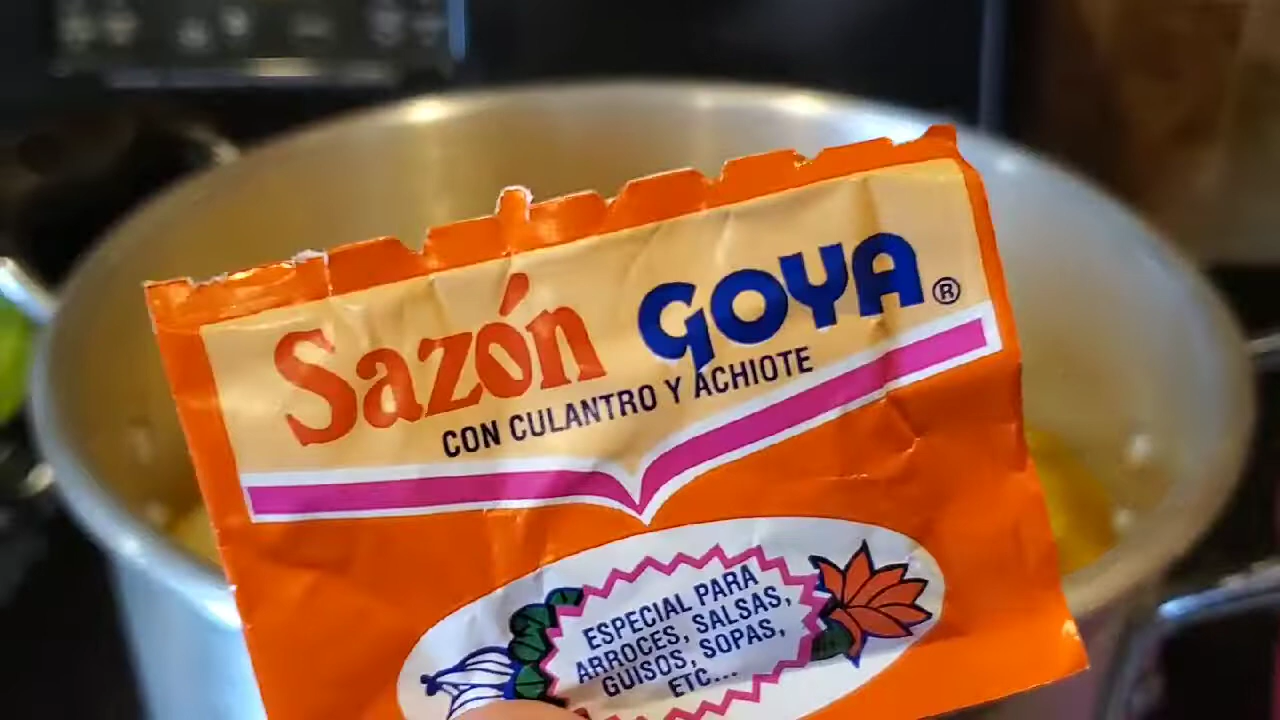 Sazón GOYA®
CON CULANTRO Y ACHIOTE
ESPECIAL PARA
ARROCES, SALSAS,
GUISOS, SOPAS,
ETC...